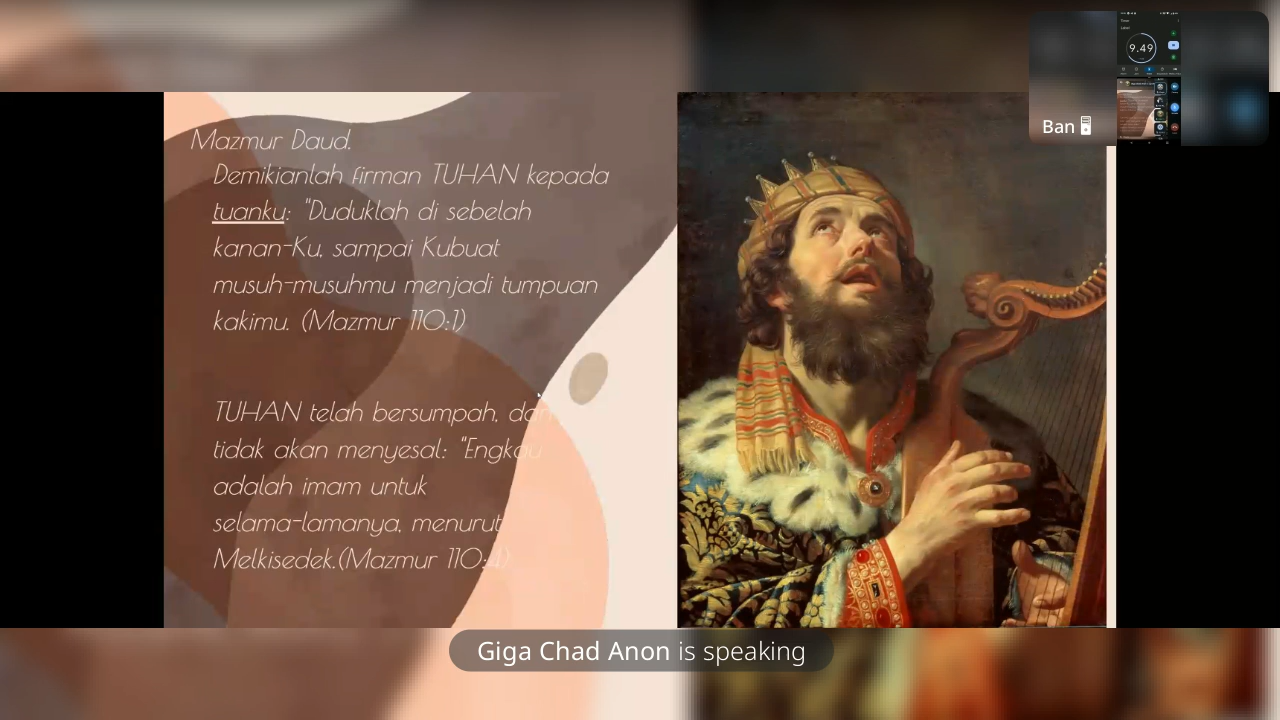 Mazmur Daud.
Demikianlah firman TUHAN kepada
tuanku: "Duduklah di sebelah
kanan-Ku, sampai Kubuat
musuh-musuhmu menjadi tumpuan
kakimu. (Mazmur 110:1)
TUHAN telah bersumpah, dan
tidak akan menyesal: "Engkau
adalah imam untuk
selama-lamanya, menurut
Melkisedek.(Mazmur 110:4)
9.49
Ban
Giga Chad Anon is speaking